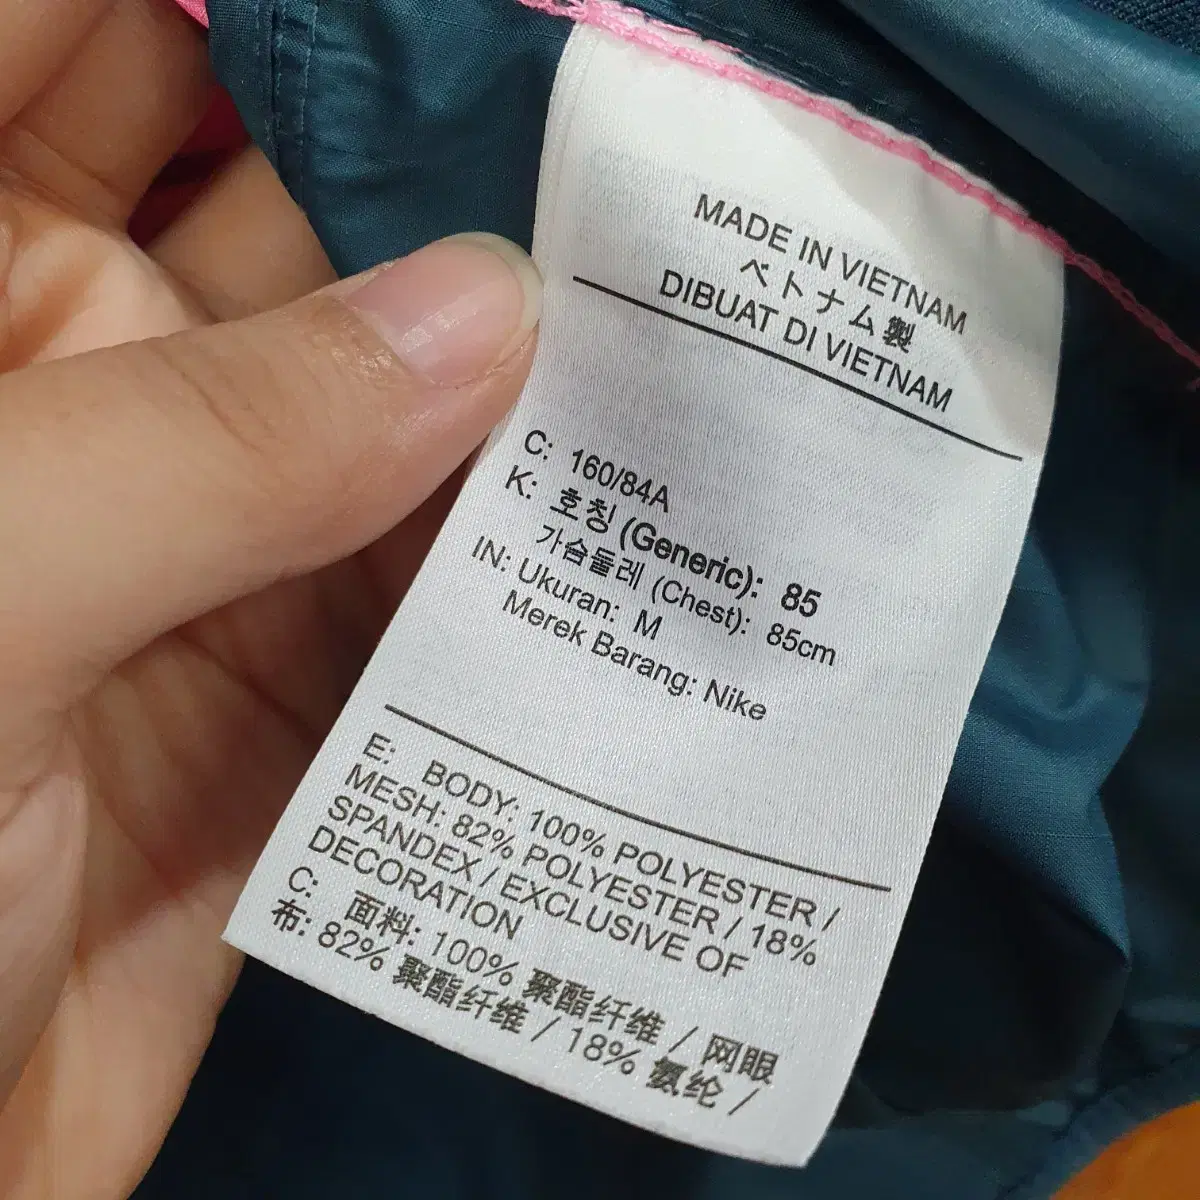 MADE IN VIETNAM
ベトナム製
DIBUAT DI VIETNAM
C: 160/84A
K: 호칭 (Generic): 85
가슴둘레 (Chest): 85cm
IN: Ukuran: M
Merek Barang: Nike
E: BODY: 100% POLYESTER /
MESH: 82% POLYESTER / 18%
SPANDEX / EXCLUSIVE OF
DECORATION
C: 面料: 100% 聚酯纤维 / 网眼
布: 82% 聚酯纤维 / 18% 氨纶 /